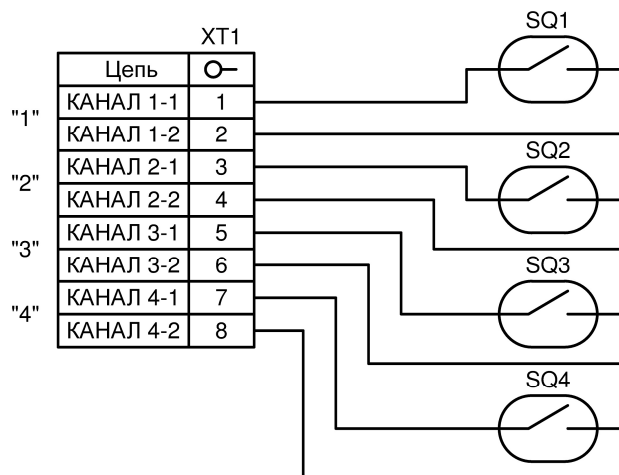 XT1
Цепь
"1"
КАНАЛ 1-1 1
КАНАЛ 1-2 2
"2"
КАНАЛ 2-1 3
КАНАЛ 2-2 4
"3"
КАНАЛ 3-1 5
КАНАЛ 3-2 6
"4"
КАНАЛ 4-1 7
КАНАЛ 4-2 8
SQ1
SQ2
SQ3
SQ4